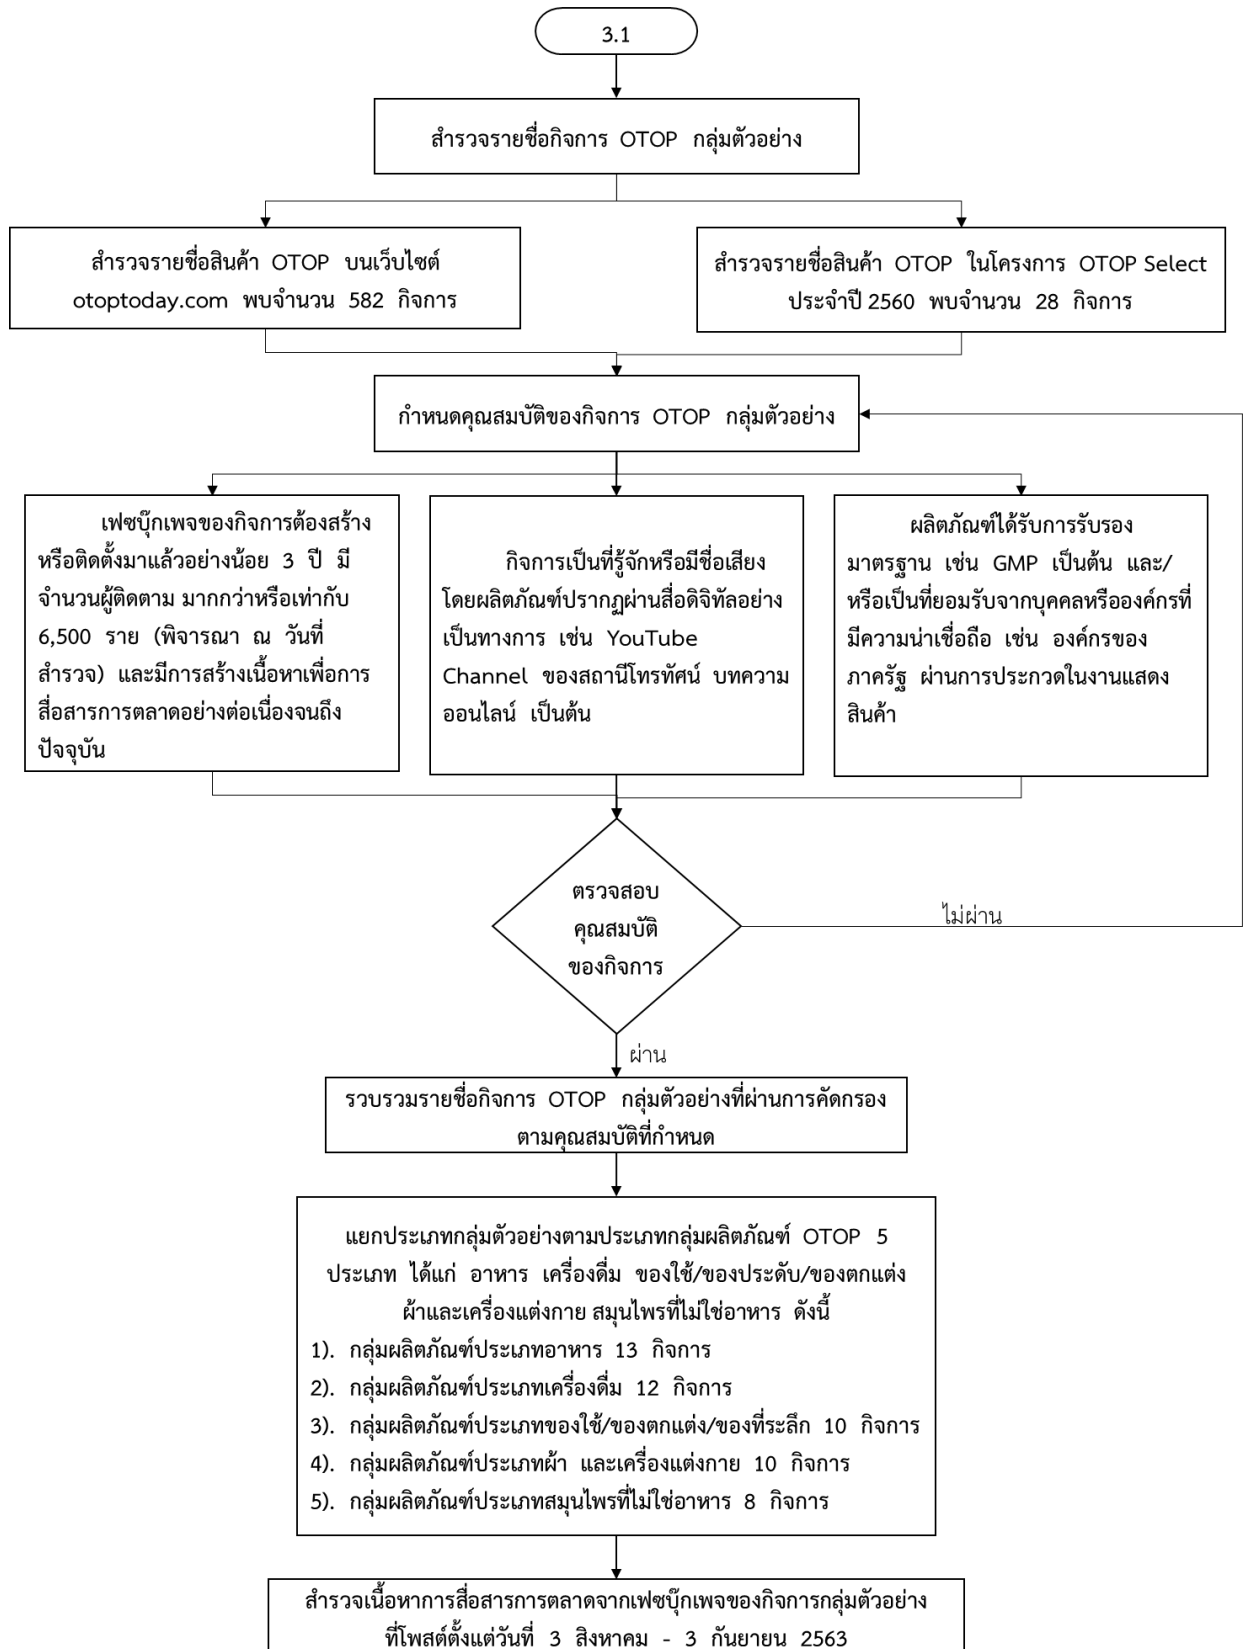 3.1
สำรวจรายชื่อกิจการ OTOP กลุ่มตัวอย่าง
สำรวจรายชื่อสินค้า OTOP บนเว็บไซต์
otoptoday.com พบจำนวน 582 กิจการ
สำรวจรายชื่อสินค้า OTOP ในโครงการ OTOP Select
ประจำปี 2560 พบจำนวน 28 กิจการ
กำหนดคุณสมบัติของกิจการ OTOP กลุ่มตัวอย่าง
เฟซบุ๊กเพจของกิจการต้องสร้าง
หรือติดตั้งมาแล้วอย่างน้อย 3 ปี มี
จำนวนผู้ติดตาม มากกว่าหรือเท่ากับ
6,500 ราย (พิจารณา ณ วันที่
สำรวจ) และมีการสร้างเนื้อหาเพื่อการ
สื่อสารการตลาดอย่างต่อเนื่องจนถึง
ปัจจุบัน
กิจการเป็นที่รู้จักหรือมีชื่อเสียง
โดยผลิตภัณฑ์ปรากฏผ่านสื่อดิจิทัลอย่าง
เป็นทางการ เช่น YouTube
Channel ของสถานีโทรทัศน์ บทความ
ออนไลน์ เป็นต้น
ผลิตภัณฑ์ได้รับการรับรอง
มาตรฐาน เช่น GMP เป็นต้น และ/
หรือเป็นที่ยอมรับจากบุคคลหรือองค์กรที่
มีความน่าเชื่อถือ เช่น องค์กรของ
ภาครัฐ ผ่านการประกวดในงานแสดง
สินค้า
ตรวจสอบ
คุณสมบัติ
ของกิจการ
ไม่ผ่าน
ผ่าน
รวบรวมรายชื่อกิจการ OTOP กลุ่มตัวอย่างที่ผ่านการคัดกรอง
ตามคุณสมบัติที่กำหนด
แยกประเภทกลุ่มตัวอย่างตามประเภทกลุ่มผลิตภัณฑ์ OTOP 5
ประเภท ได้แก่ อาหาร เครื่องดื่ม ของใช้/ของประดับ/ของตกแต่ง
ผ้าและเครื่องแต่งกาย สมุนไพรที่ไม่ใช่อาหาร ดังนี้
1). กลุ่มผลิตภัณฑ์ประเภทอาหาร 13 กิจการ
2). กลุ่มผลิตภัณฑ์ประเภทเครื่องดื่ม 12 กิจการ
3). กลุ่มผลิตภัณฑ์ประเภทของใช้/ของตกแต่ง/ของที่ระลึก 10 กิจการ
4). กลุ่มผลิตภัณฑ์ประเภทผ้า และเครื่องแต่งกาย 10 กิจการ
5). กลุ่มผลิตภัณฑ์ประเภทสมุนไพรที่ไม่ใช่อาหาร 8 กิจการ
สำรวจเนื้อหาการสื่อสารการตลาดจากเฟซบุ๊กเพจของกิจการกลุ่มตัวอย่าง
ที่โพสต์ตั้งแต่วันที่ 3 สิงหาคม - 3 กันยายน 2563